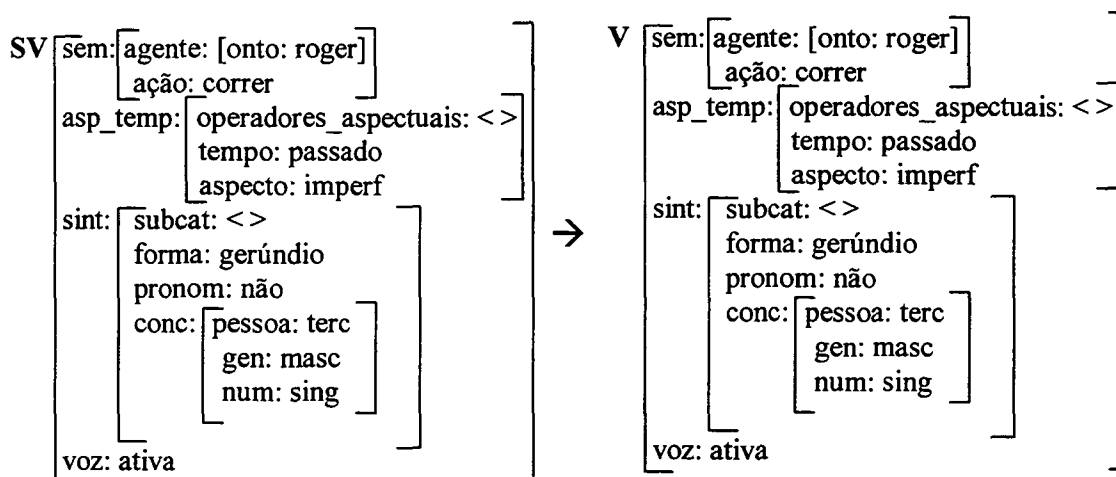 SV sem: agente: [onto: roger]
ação: correr
asp_temp: operadores_aspectuais: < >
tempo: passado
aspecto: imperf
sint: subcat: < >
forma: gerúndio
pronom: não
conc: pessoa: terc
gen: masc
num: sing
voz: ativa
→
V sem: agente: [onto: roger]
ação: correr
asp_temp: operadores_aspectuais: < >
tempo: passado
aspecto: imperf
sint: subcat: < >
forma: gerúndio
pronom: não
conc: pessoa: terc
gen: masc
num: sing
voz: ativa